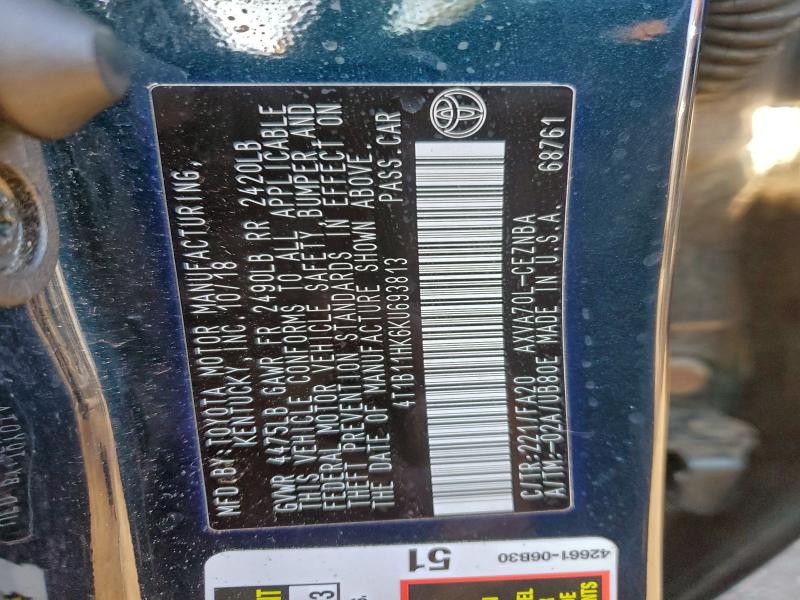 MFD.BY:TOYOTA MOTOR MANUFACTURING,
KENTUCKY, INC. 10/18
GVWR 4475LB GAWR FR 2490LB RR 2420LB
THIS VEHICLE CONFORMS TO ALL APPLICABLE
FEDERAL MOTOR VEHICLE SAFETY, BUMPER, AND
THEFT PREVENTION STANDARDS IN EFFECT ON
THE DATE OF MANUFACTURE SHOWN ABOVE.
4T1B11HK6KU693813 PASS.CAR
C/TR:2211FA20 AXVA70L-CEZNBA
A/TM:-02A/UB80E MADE IN U.S.A. 68761
42661-06B30
51